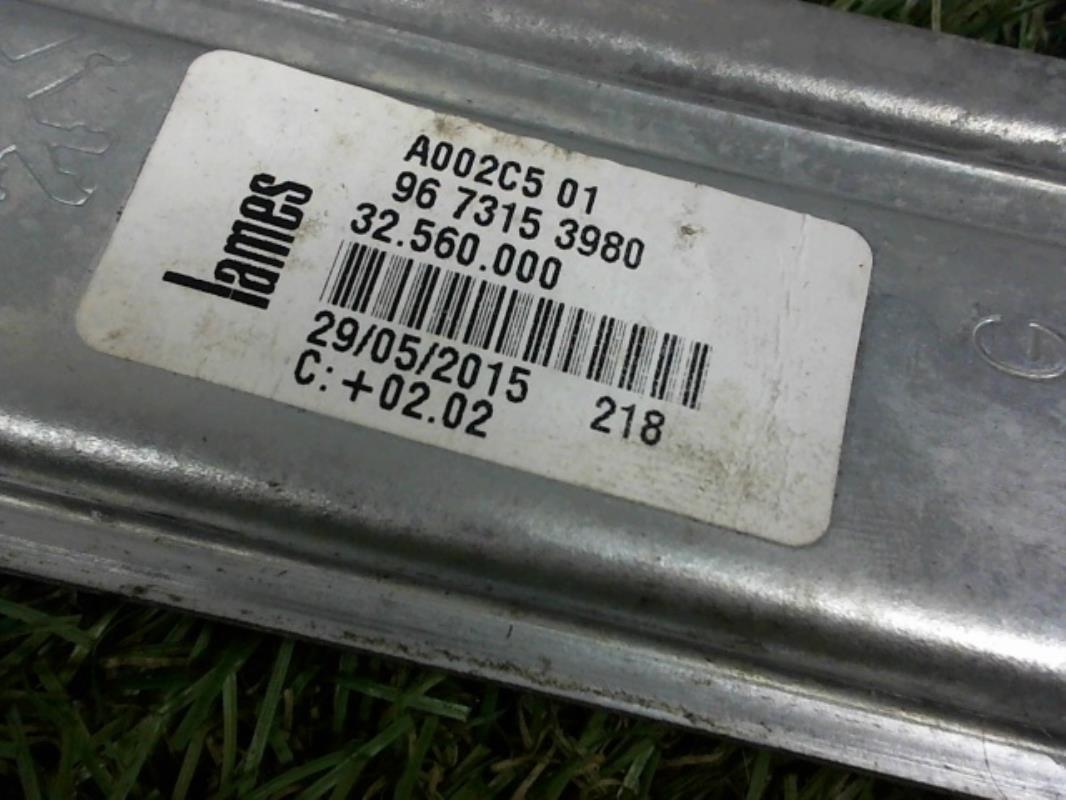 lames
A002C5 01
96 7315 3980
32.560.000
29/05/2015 218
C:+02.02